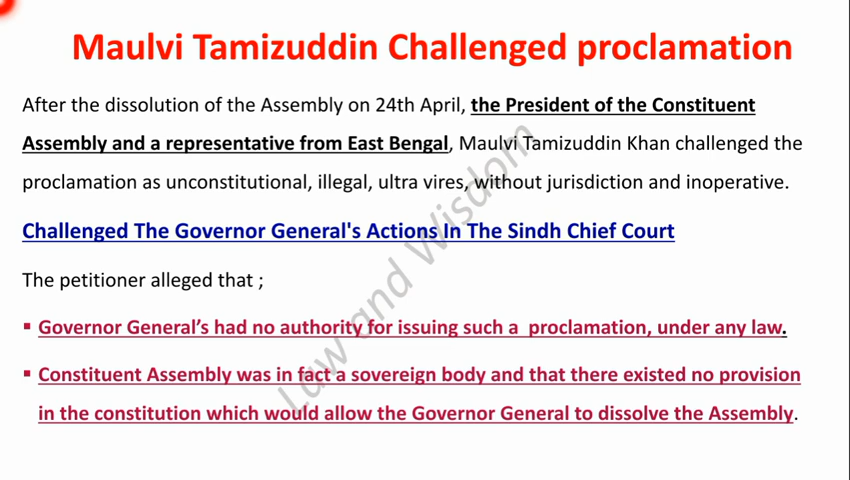 Maulvi Tamizuddin Challenged proclamation
After the dissolution of the Assembly on 24th April, the President of the Constituent
Assembly and a representative from East Bengal, Maulvi Tamizuddin Khan challenged the
proclamation as unconstitutional, illegal, ultra vires, without jurisdiction and inoperative.
Challenged The Governor General's Actions In The Sindh Chief Court
The petitioner alleged that ;
▪ Governor General’s had no authority for issuing such a proclamation, under any law.
▪ Constituent Assembly was in fact a sovereign body and that there existed no provision
in the constitution which would allow the Governor General to dissolve the Assembly.
Law and Wisdom